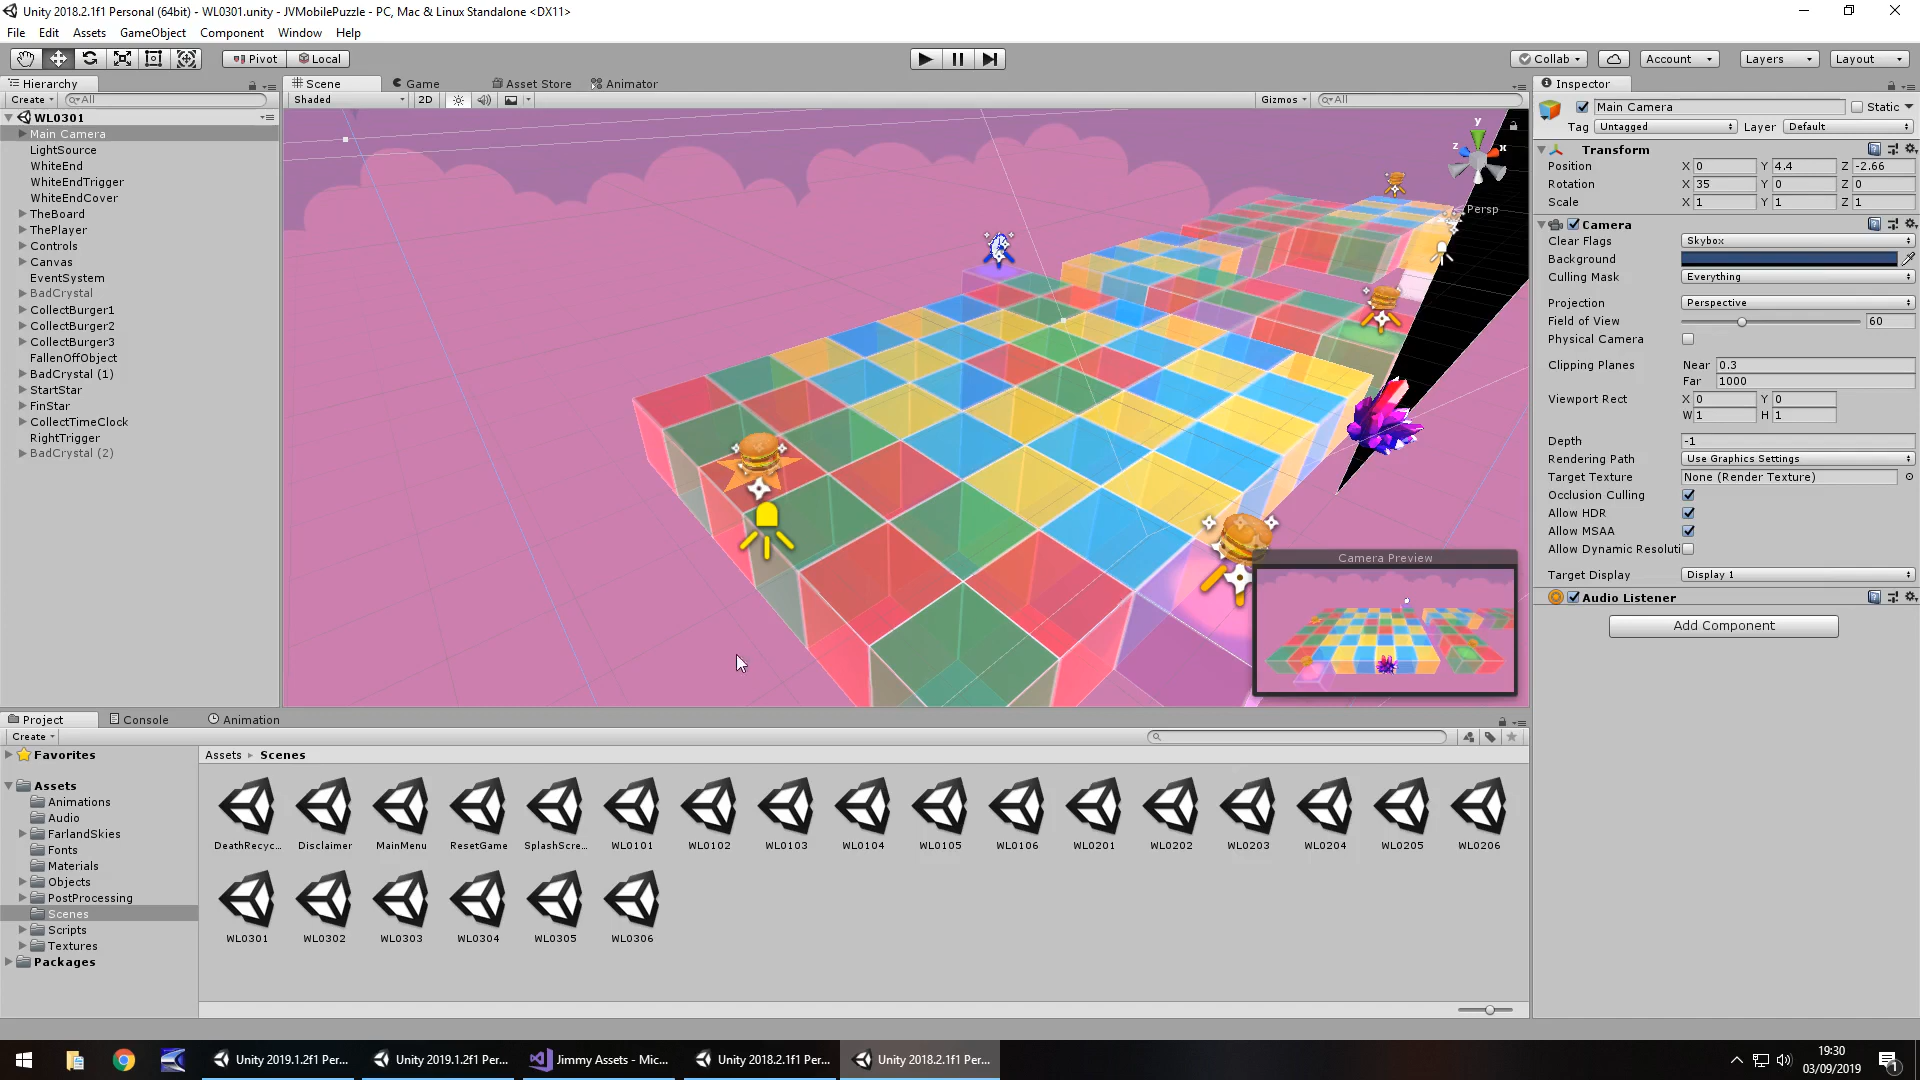 Unity 2018.2.1f1 Personal (64bit) - WL0301.unity - JVMobilePuzzle - PC, Mac & Linux Standalone <DX11>
File Edit Assets GameObject Component Window Help
Pivot Local Collab Account Layers Layout
Hierarchy
Create All
WL0301
Main Camera
LightSource
WhiteEnd
WhiteEndTrigger
WhiteEndCover
TheBoard
ThePlayer
Controls
Canvas
EventSystem
BadCrystal
CollectBurger1
CollectBurger2
CollectBurger3
FallenOffObject
BadCrystal (1)
StartStar
FinStar
CollectTimeClock
RightTrigger
BadCrystal (2)
Scene Game Asset Store Animator
Shaded 2D Gizmos All
y
z x
Persp
Camera Preview
Inspector
Main Camera Static
Tag Untagged Layer Default
Transform
Position X 0 Y 4.4 Z -2.66
Rotation X 35 Y 0 Z 0
Scale X 1 Y 1 Z 1
Camera
Clear Flags Skybox
Background
Culling Mask Everything
Projection Perspective
Field of View 60
Physical Camera
Clipping Planes Near 0.3
Far 1000
Viewport Rect X 0 Y 0
W 1 H 1
Depth -1
Rendering Path Use Graphics Settings
Target Texture None (Render Texture)
Occlusion Culling
Allow HDR
Allow MSAA
Allow Dynamic Resoluti
Target Display Display 1
Audio Listener
Add Component
Project Console Animation
Create
Favorites
Assets
Animations
Audio
FarlandSkies
Fonts
Materials
Objects
PostProcessing
Scenes
Scripts
Textures
Packages
Assets Scenes
DeathRecyc... Disclaimer MainMenu ResetGame SplashScre... WL0101 WL0102 WL0103 WL0104 WL0105 WL0106 WL0201 WL0202 WL0203 WL0204 WL0205 WL0206
WL0301 WL0302 WL0303 WL0304 WL0305 WL0306
Unity 2019.1.2f1 Per... Unity 2019.1.2f1 Per... Jimmy Assets - Mic... Unity 2018.2.1f1 Per... Unity 2018.2.1f1 Per...
19:30
03/09/2019
1